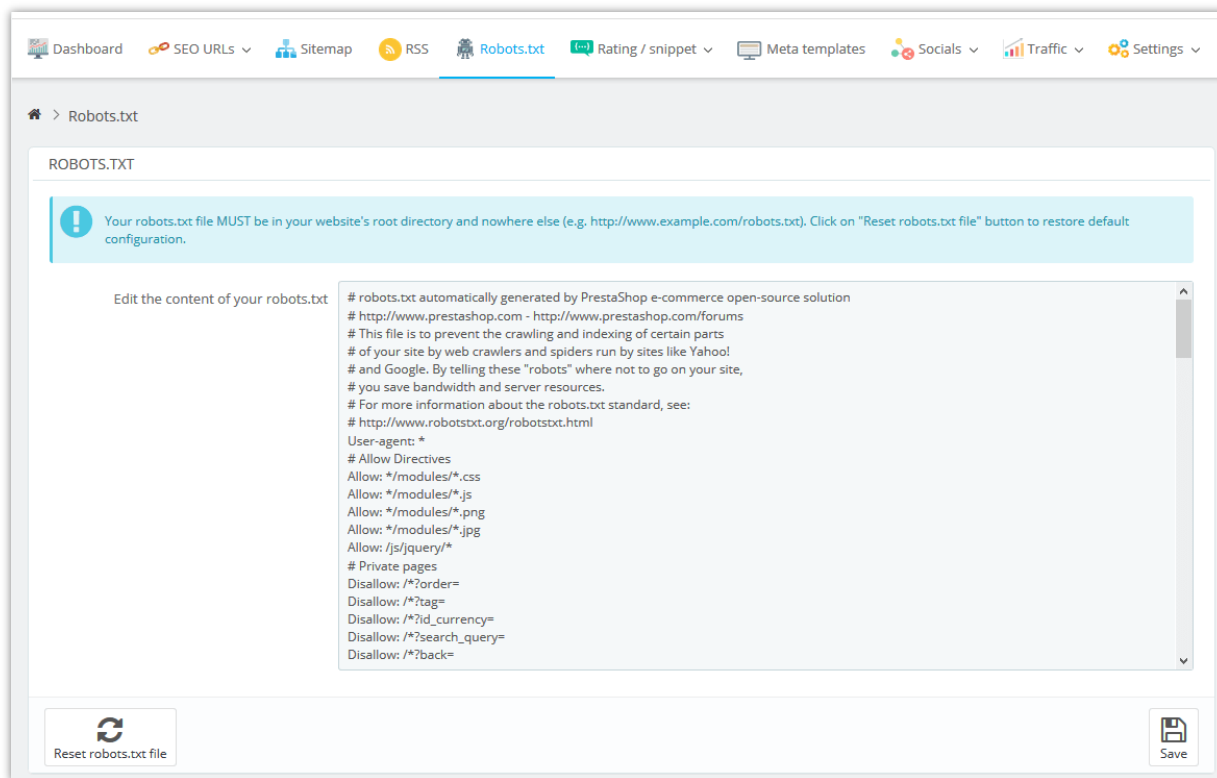 Dashboard SEO URLs Sitemap RSS Robots.txt Rating / snippet Meta templates Socials Traffic Settings
> Robots.txt
ROBOTS.TXT
Your robots.txt file MUST be in your website's root directory and nowhere else (e.g. http://www.example.com/robots.txt). Click on "Reset robots.txt file" button to restore default
configuration.
Edit the content of your robots.txt
# robots.txt automatically generated by PrestaShop e-commerce open-source solution
# http://www.prestashop.com - http://www.prestashop.com/forums
# This file is to prevent the crawling and indexing of certain parts
# of your site by web crawlers and spiders run by sites like Yahoo!
# and Google. By telling these "robots" where not to go on your site,
# you save bandwidth and server resources.
# For more information about the robots.txt standard, see:
# http://www.robotstxt.org/robotstxt.html
User-agent: *
# Allow Directives
Allow: */modules/*.css
Allow: */modules/*.js
Allow: */modules/*.png
Allow: */modules/*.jpg
Allow: /js/jquery/*
# Private pages
Disallow: /*?order=
Disallow: /*?tag=
Disallow: /*?id_currency=
Disallow: /*?search_query=
Disallow: /*?back=
Reset robots.txt file
Save